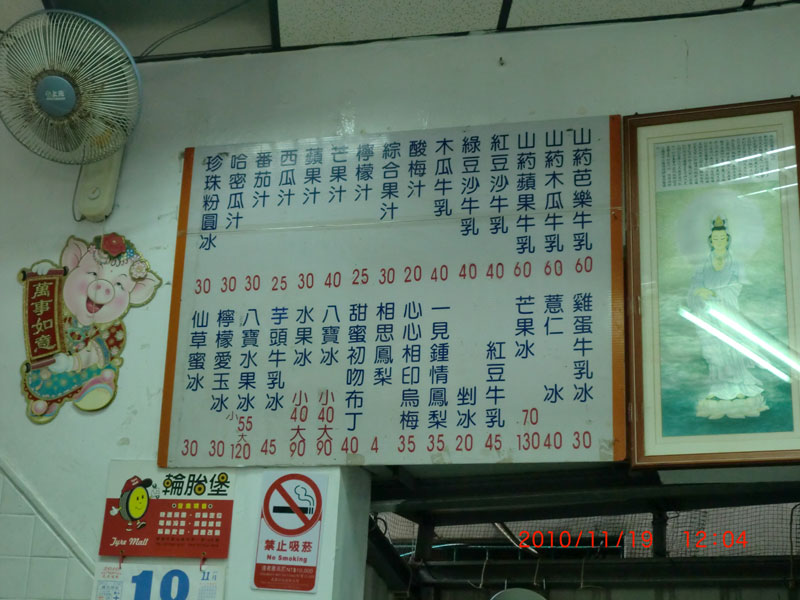 山葯芭樂牛乳 60
山葯木瓜牛乳 60
山葯蘋果牛乳 60
紅豆沙牛乳 40
綠豆沙牛乳 40
木瓜牛乳 40
酸梅汁 20
綜合果汁 30
檸檬汁 25
芒果汁 40
蘋果汁 30
西瓜汁 25
番茄汁 30
哈密瓜汁 30
珍珠粉圓冰 30
雞蛋牛乳冰 30
薏仁冰 40
芒果冰 70 130
紅豆牛乳 45
剉冰 20
一見鍾情鳳梨 35
心心相印烏梅 35
相思鳳梨 4
甜蜜初吻布丁 40
八寶冰 小40大90
水果冰 小40大90
芋頭牛乳冰 45
八寶水果冰 小55大120
檸檬愛玉冰 30
仙草蜜冰 30
萬事如意
輪胎堡
Tyre Mall
11
19
禁止吸菸
No Smoking
2010/11/19 12:04